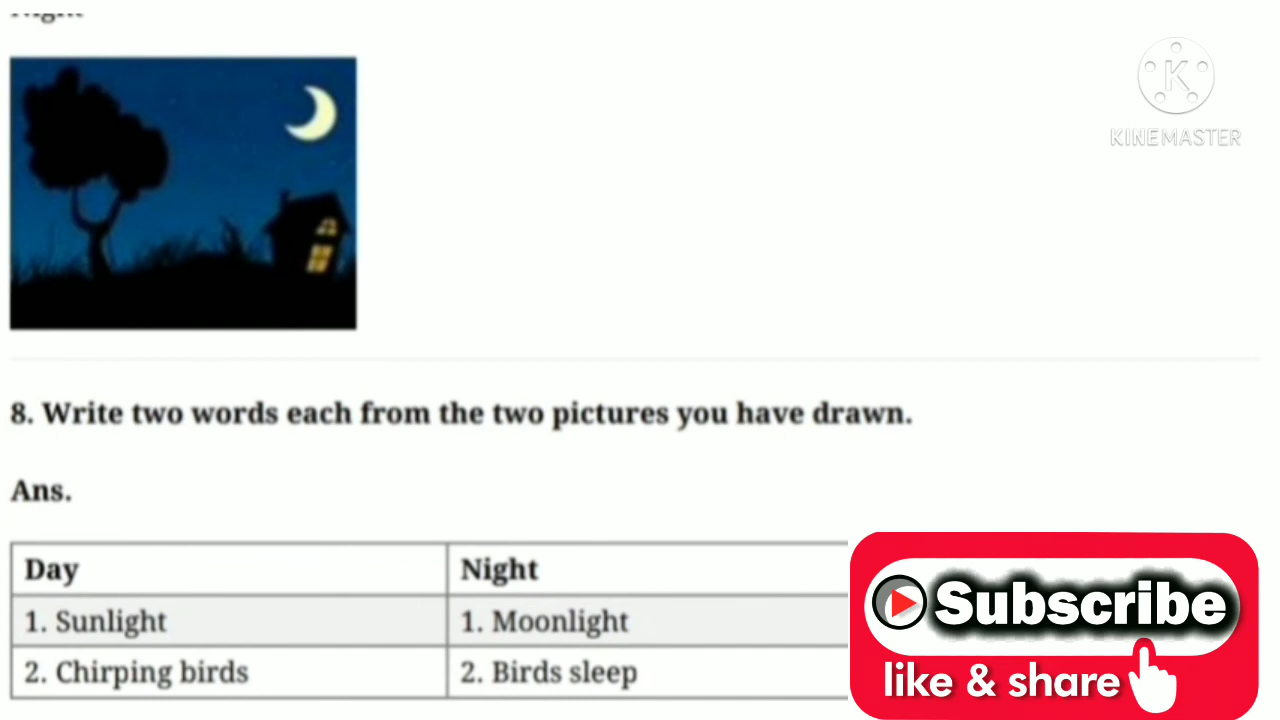 Night
KINEMASTER
8. Write two words each from the two pictures you have drawn.
Ans.
Day Night
1. Sunlight 1. Moonlight
2. Chirping birds 2. Birds sleep
Subscribe
like & share